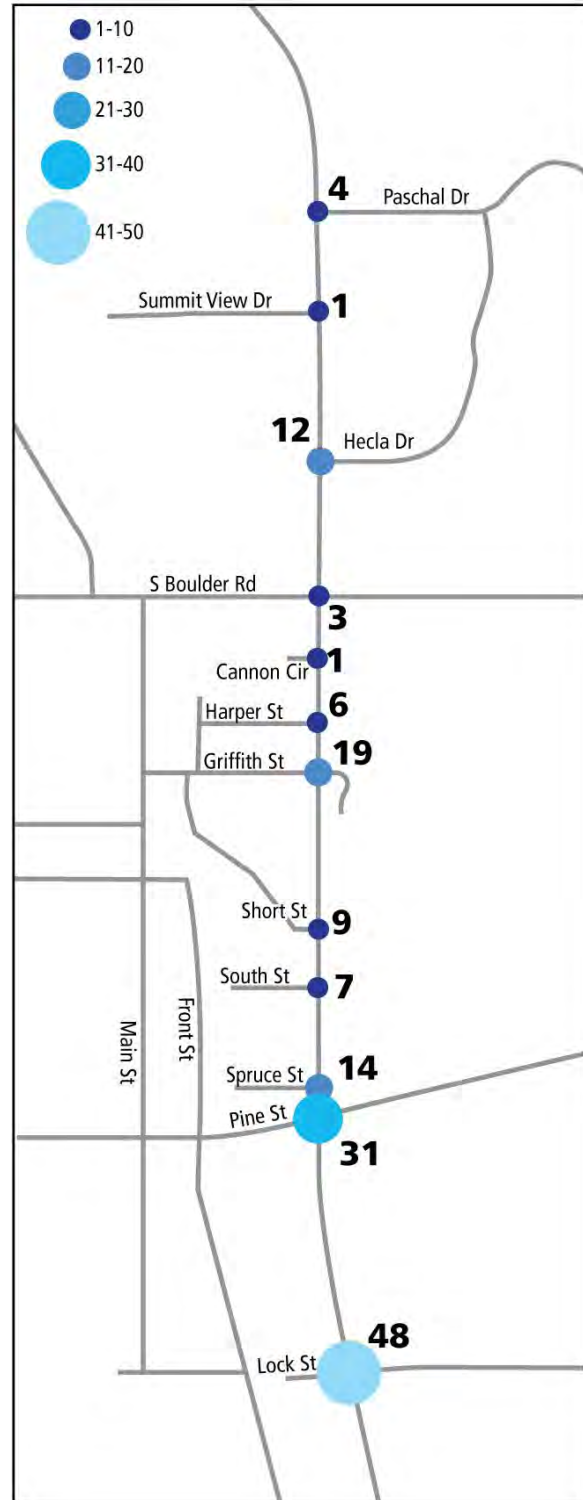 1-10
11-20
21-30
31-40
41-50
4
Paschal Dr
Summit View Dr
1
12
Hecla Dr
S Boulder Rd
3
1
Cannon Cir
6
Harper St
19
Griffith St
Short St
9
South St
7
Main St
Front St
14
Spruce St
Pine St
31
48
Lock St